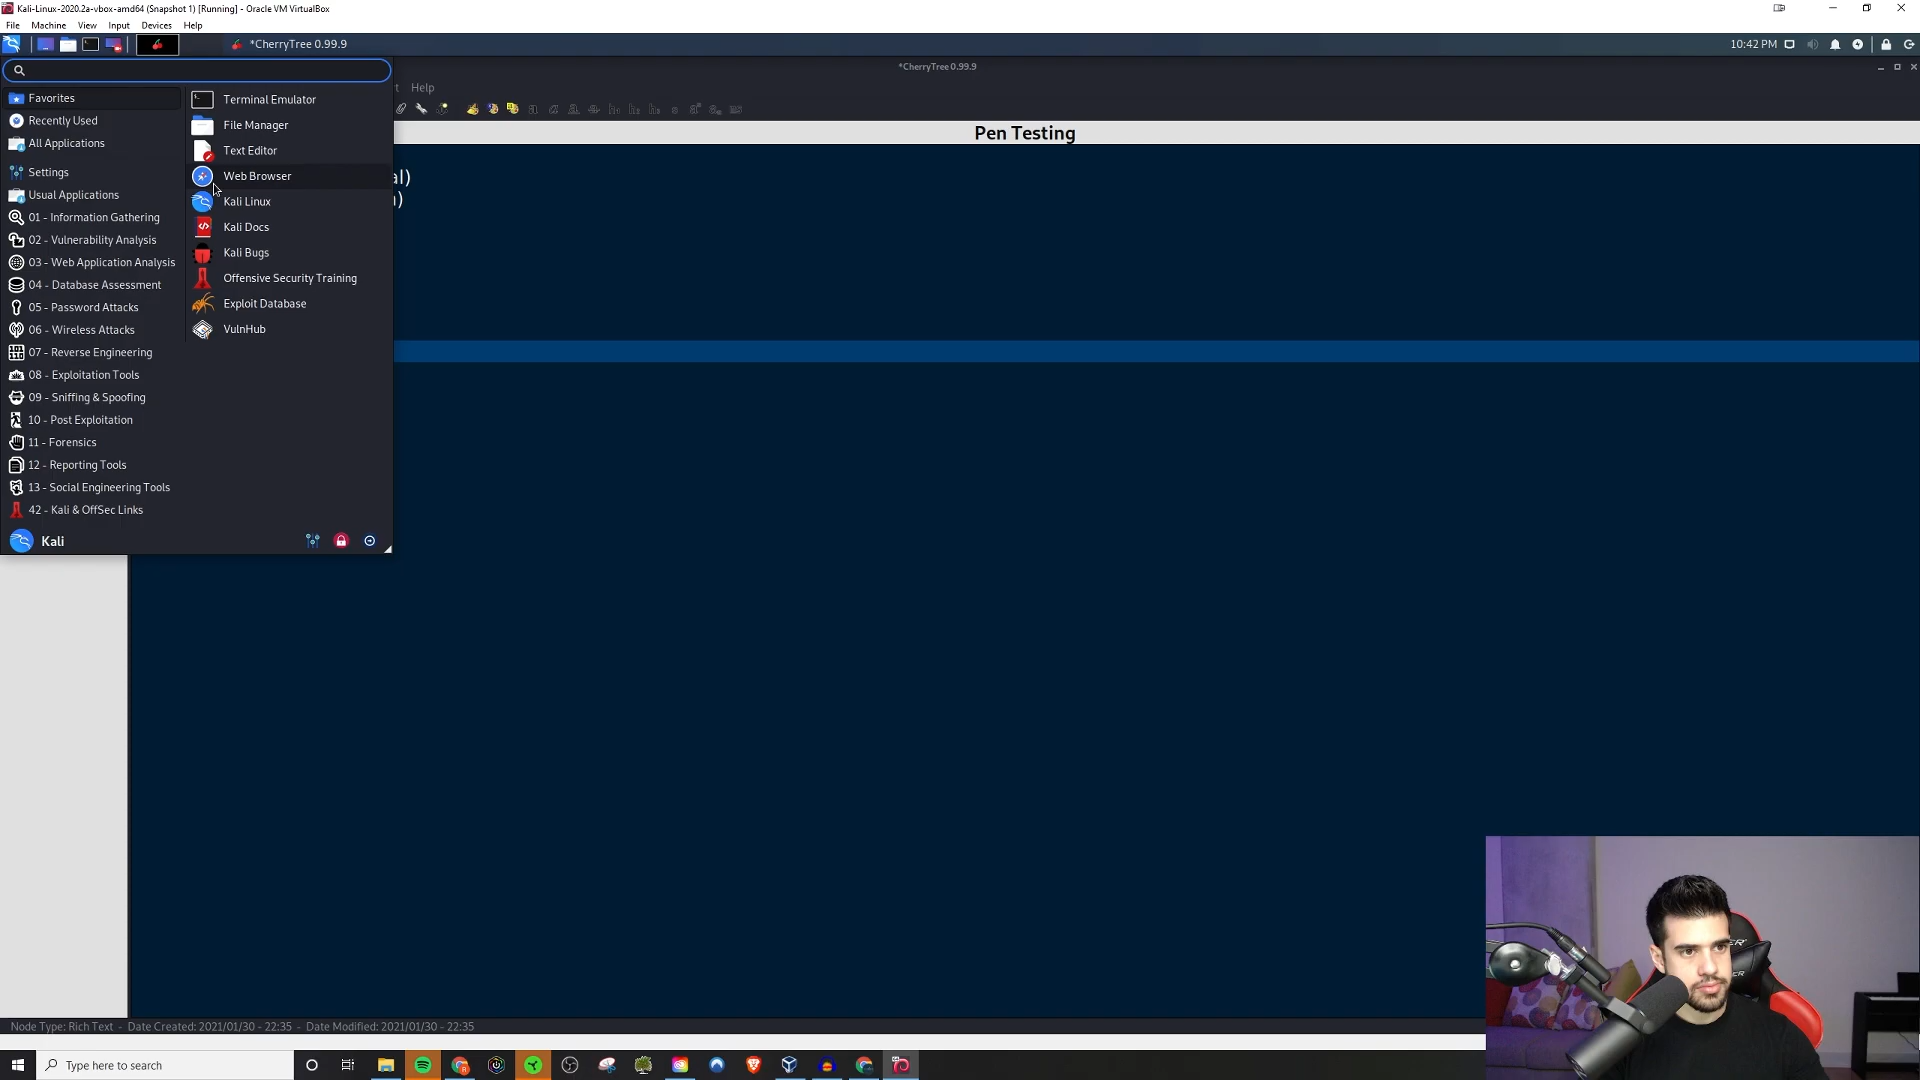 Kali-Linux-2020.2a-vbox-amd64 (Snapshot 1) [Running] - Oracle VM VirtualBox
File Machine View Input Devices Help
*CherryTree 0.99.9
10:42 PM
*CherryTree 0.99.9
t Help
Pen Testing
al)
)
Favorites
Recently Used
All Applications
Settings
Usual Applications
01 - Information Gathering
02 - Vulnerability Analysis
03 - Web Application Analysis
04 - Database Assessment
05 - Password Attacks
06 - Wireless Attacks
07 - Reverse Engineering
08 - Exploitation Tools
09 - Sniffing & Spoofing
10 - Post Exploitation
11 - Forensics
12 - Reporting Tools
13 - Social Engineering Tools
42 - Kali & OffSec Links
Terminal Emulator
File Manager
Text Editor
Web Browser
Kali Linux
Kali Docs
Kali Bugs
Offensive Security Training
Exploit Database
VulnHub
Kali
Node Type: Rich Text - Date Created: 2021/01/30 - 22:35 - Date Modified: 2021/01/30 - 22:35
Type here to search